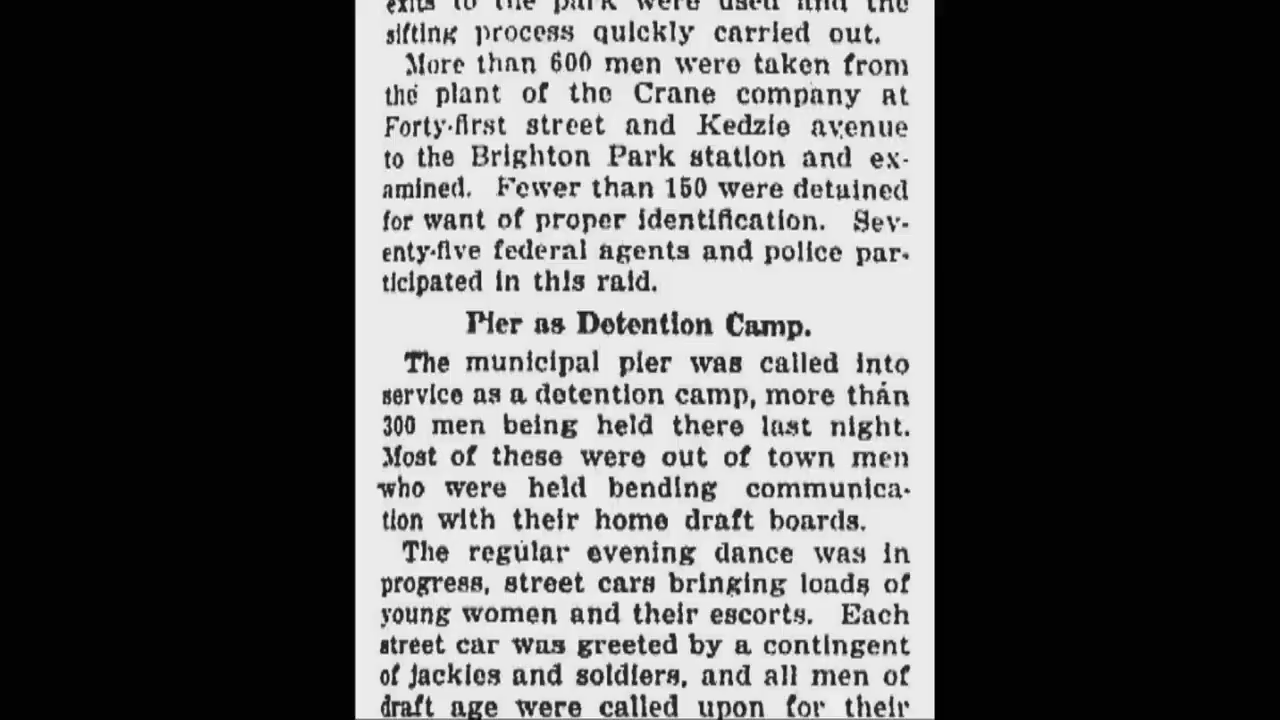 exits to the park were used and the
sifting process quickly carried out.
More than 600 men were taken from
the plant of the Crane company at
Forty-first street and Kedzie avenue
to the Brighton Park station and ex-
amined. Fewer than 150 were detained
for want of proper identification. Sev-
enty-five federal agents and police par-
ticipated in this raid.
Pier as Detention Camp.
The municipal pier was called into
service as a detention camp, more than
300 men being held there last night.
Most of these were out of town men
who were held bending communica-
tion with their home draft boards.
The regular evening dance was in
progress, street cars bringing loads of
young women and their escorts. Each
street car was greeted by a contingent
of jackies and soldiers, and all men of
draft age were called upon for their